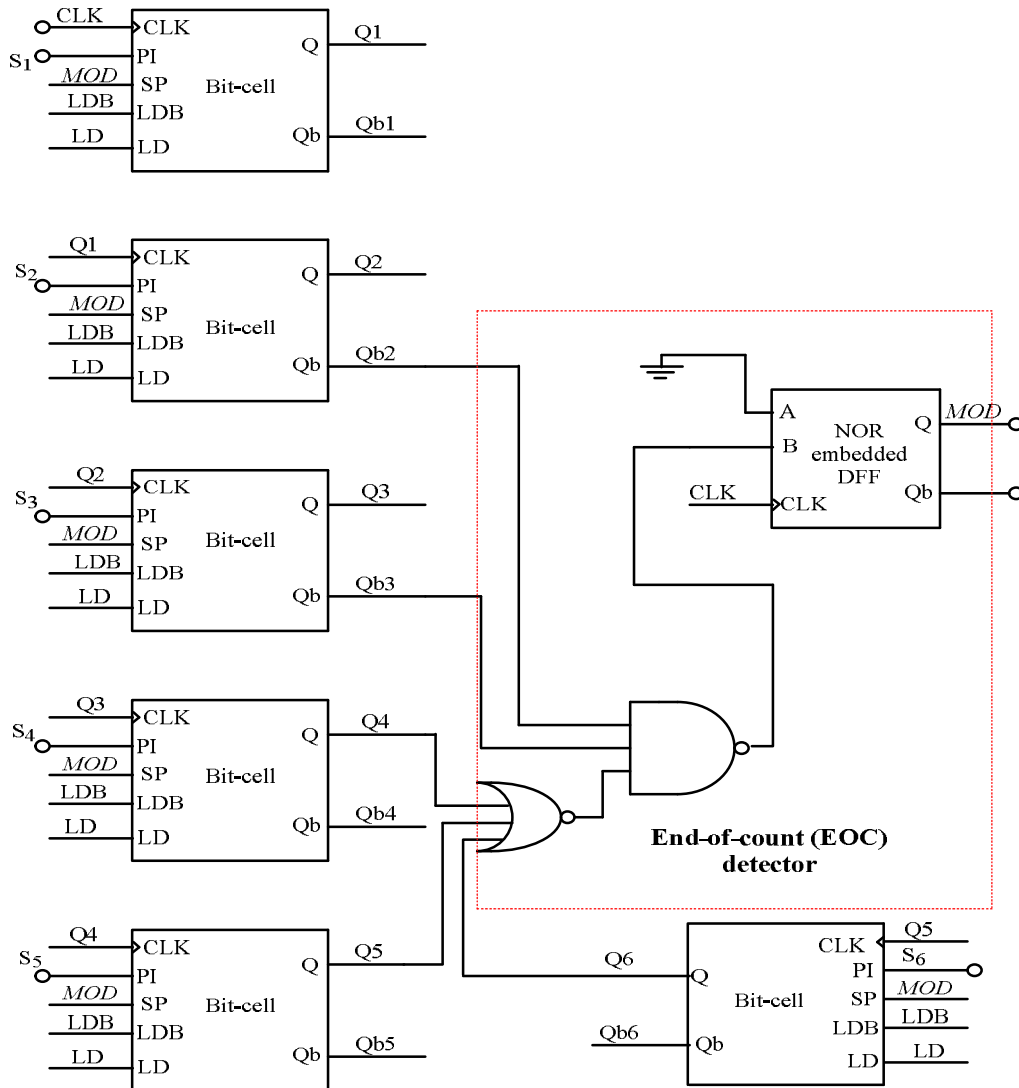 CLK
CLK
Q
Q1
S1
PI
MOD
SP
Bit-cell
LDB
LDB
Qb
Qb1
LD
LD
Q1
CLK
Q
Q2
S2
PI
MOD
SP
Bit-cell
LDB
LDB
Qb
Qb2
LD
LD
A
NOR
embedded
DFF
Q
MOD
B
Qb
CLK
CLK
Q2
CLK
Q
Q3
S3
PI
MOD
SP
Bit-cell
LDB
LDB
Qb
Qb3
LD
LD
Q3
CLK
Q
Q4
S4
PI
MOD
SP
Bit-cell
LDB
LDB
Qb
Qb4
LD
LD
End-of-count (EOC)
detector
Q4
CLK
Q
Q5
S5
PI
MOD
SP
Bit-cell
LDB
LDB
Qb
Qb5
LD
LD
CLK
Q5
Q6
Q
PI
S6
Bit-cell
SP
MOD
Qb6
Qb
LDB
LDB
LD
LD